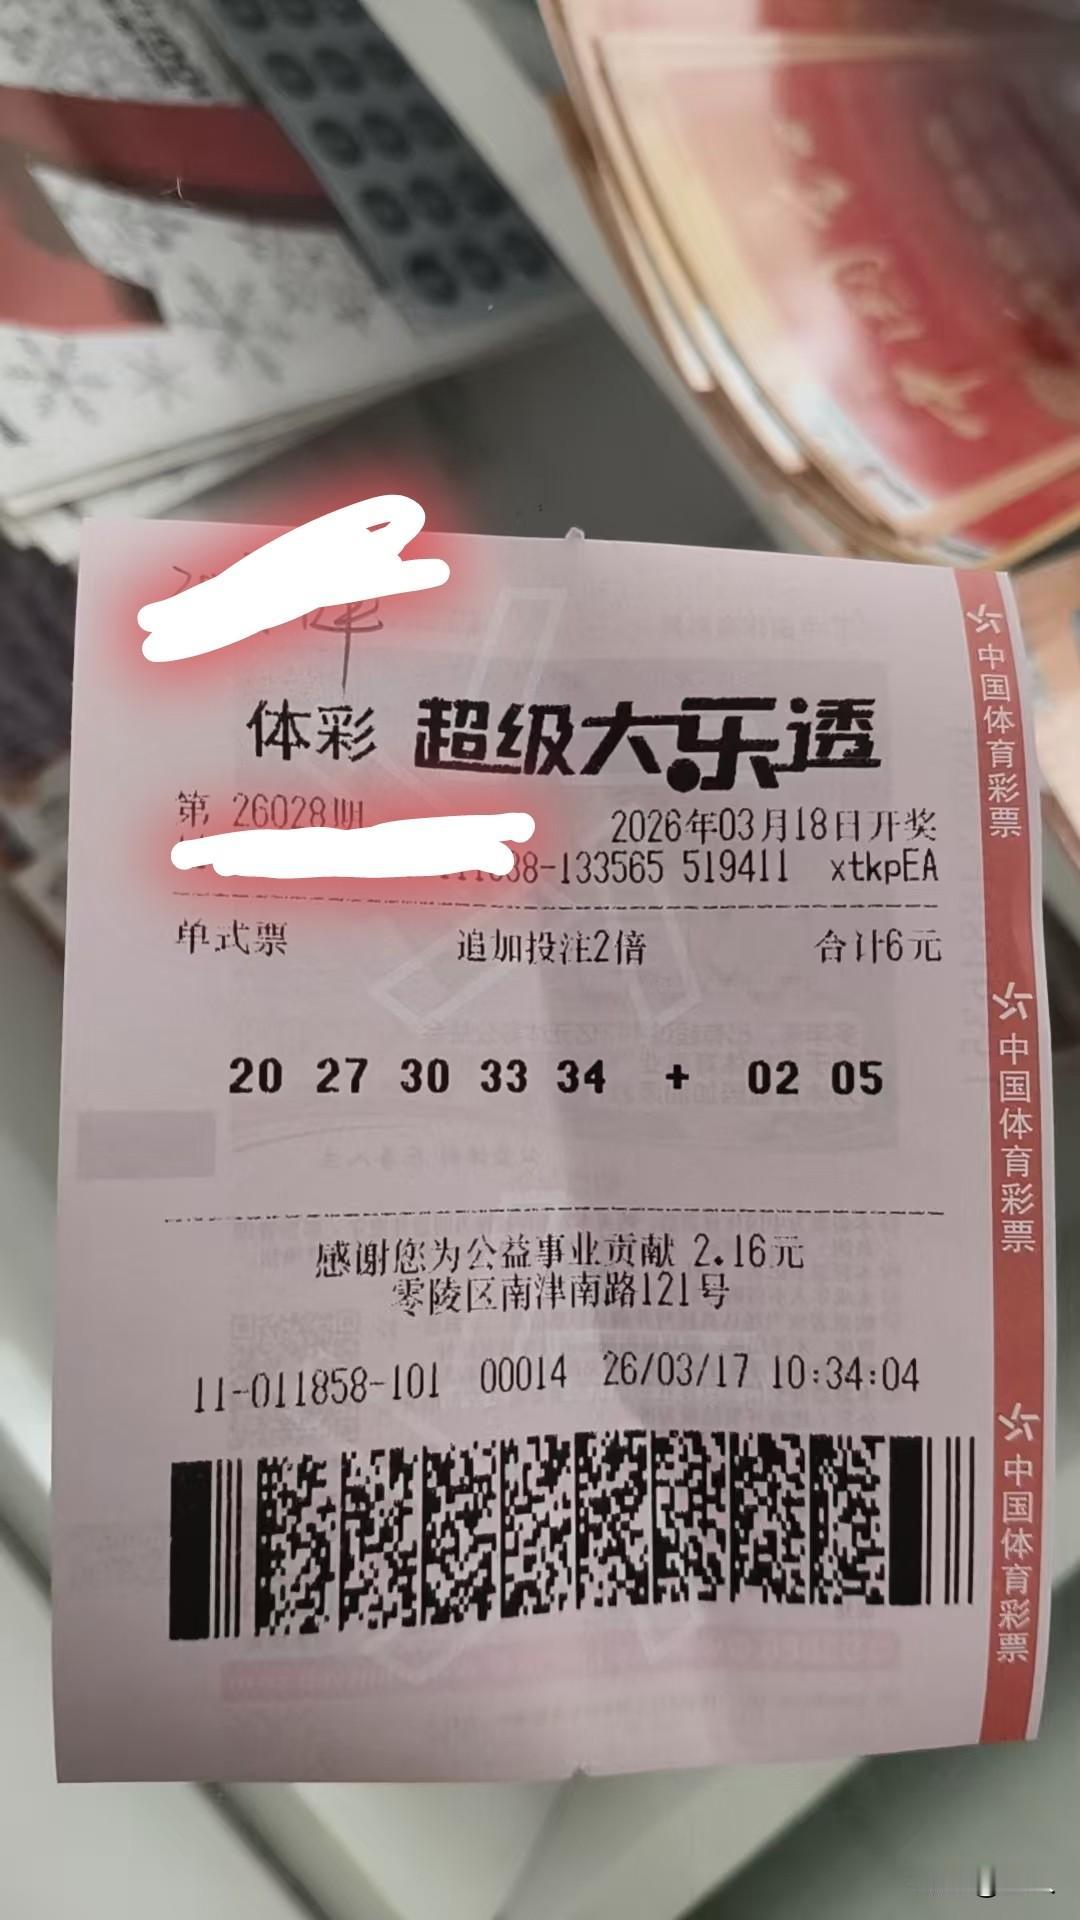 体彩 超级大乐透
第 26028期
2026年03月18日开奖
38-133565 519411 xtkpEA
单式票 追加投注2倍 合计6元
20 27 30 33 34 + 02 05
感谢您为公益事业贡献 2.16元
零陵区南津南路121号
11-011858-101 00014 26/03/17 10:34:04
中国体育彩票
中国体育彩票
中国体育彩票